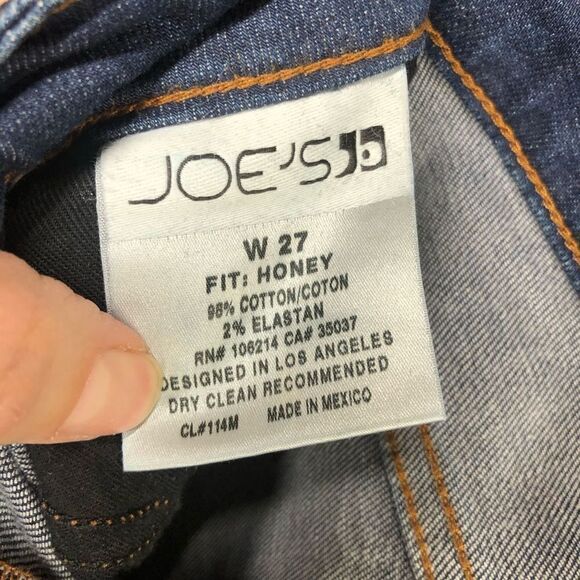 JOE'S
W 27
FIT: HONEY
98% COTTON/COTON
2% ELASTAN
RN# 106214 CA# 35037
DESIGNED IN LOS ANGELES
DRY CLEAN RECOMMENDED
CL#114M MADE IN MEXICO